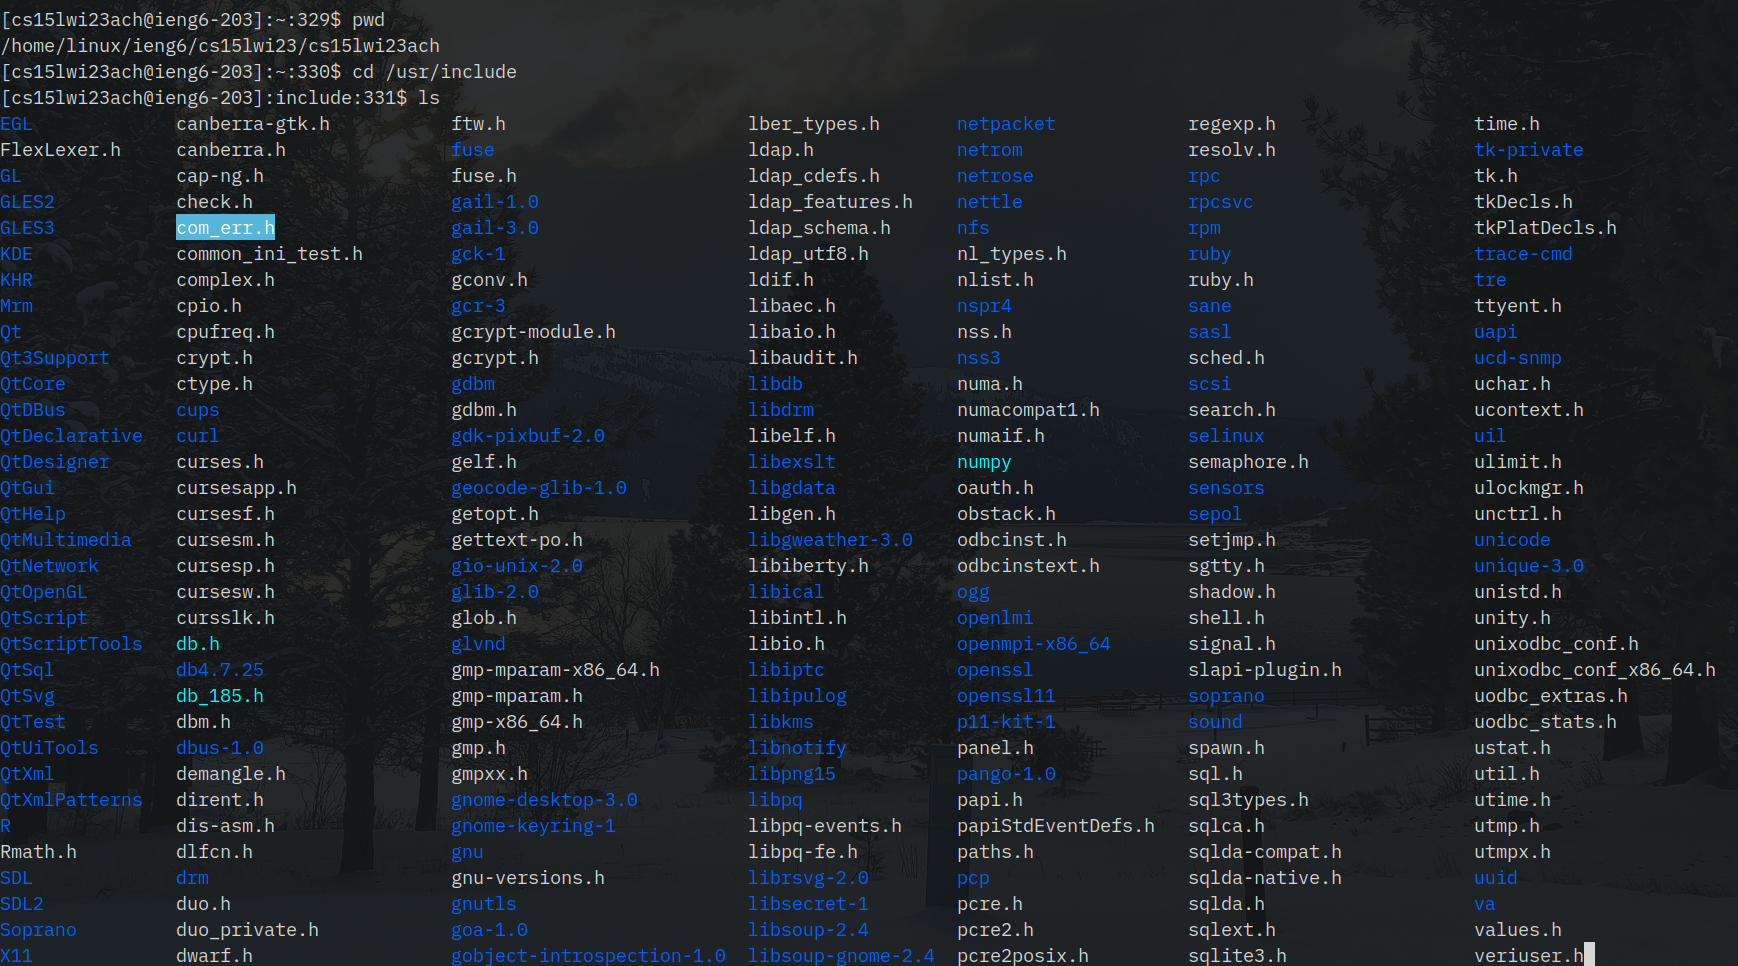 [cs15lwi23ach@ieng6-203]:~:329$ pwd
/home/linux/ieng6/cs15lwi23/cs15lwi23ach
[cs15lwi23ach@ieng6-203]:~:330$ cd /usr/include
[cs15lwi23ach@ieng6-203]:include:331$ ls
EGL canberra-gtk.h ftw.h lber_types.h netpacket regexp.h time.h
FlexLexer.h canberra.h fuse ldap.h netrom resolv.h tk-private
GL cap-ng.h fuse.h ldap_cdefs.h netrose rpc tk.h
GLES2 check.h gail-1.0 ldap_features.h nettle rpcsvc tkDecls.h
GLES3 com_err.h gail-3.0 ldap_schema.h nfs rpm tkPlatDecls.h
KDE common_ini_test.h gck-1 ldap_utf8.h nl_types.h ruby trace-cmd
KHR complex.h gconv.h ldif.h nlist.h ruby.h tre
Mrm cpio.h gcr-3 libaec.h nspr4 sane ttyent.h
Qt cpufreq.h gcrypt-module.h libaio.h nss.h sasl uapi
Qt3Support crypt.h gcrypt.h libaudit.h nss3 sched.h ucd-snmp
QtCore ctype.h gdbm libdb numa.h scsi uchar.h
QtDBus cups gdbm.h libdrm numacompat1.h search.h ucontext.h
QtDeclarative curl gdk-pixbuf-2.0 libelf.h numaif.h selinux uil
QtDesigner curses.h gelf.h libexslt numpy semaphore.h ulimit.h
QtGui cursesapp.h geocode-glib-1.0 libgdata oauth.h sensors ulockmgr.h
QtHelp cursesf.h getopt.h libgen.h obstack.h sepol unctrl.h
QtMultimedia cursesm.h gettext-po.h libgweather-3.0 odbcinst.h setjmp.h unicode
QtNetwork cursesp.h gio-unix-2.0 libiberty.h odbcinstext.h sgtty.h unique-3.0
QtOpenGL cursesw.h glib-2.0 libical ogg shadow.h unistd.h
QtScript cursslk.h glob.h libintl.h openlmi shell.h unity.h
QtScriptTools db.h glvnd libio.h openmpi-x86_64 signal.h unixodbc_conf.h
QtSql db4.7.25 gmp-mparam-x86_64.h libiptc openssl slapi-plugin.h unixodbc_conf_x86_64.h
QtSvg db_185.h gmp-mparam.h libipulog openssl11 soprano uodbc_extras.h
QtTest dbm.h gmp-x86_64.h libkms p11-kit-1 sound uodbc_stats.h
QtUiTools dbus-1.0 gmp.h libnotify panel.h spawn.h ustat.h
QtXml demangle.h gmpxx.h libpng15 pango-1.0 sql.h util.h
QtXmlPatterns dirent.h gnome-desktop-3.0 libpq papi.h sql3types.h utime.h
R dis-asm.h gnome-keyring-1 libpq-events.h papiStdEventDefs.h sqlca.h utmp.h
Rmath.h dlfcn.h gnu libpq-fe.h paths.h sqlda-compat.h utmpx.h
SDL drm gnu-versions.h librsvg-2.0 pcp sqlda-native.h uuid
SDL2 duo.h gnutls libsecret-1 pcre.h sqlda.h va
Soprano duo_private.h goa-1.0 libsoup-2.4 pcre2.h sqlext.h values.h
X11 dwarf.h gobject-introspection-1.0 libsoup-gnome-2.4 pcre2posix.h sqlite3.h veriuser.h